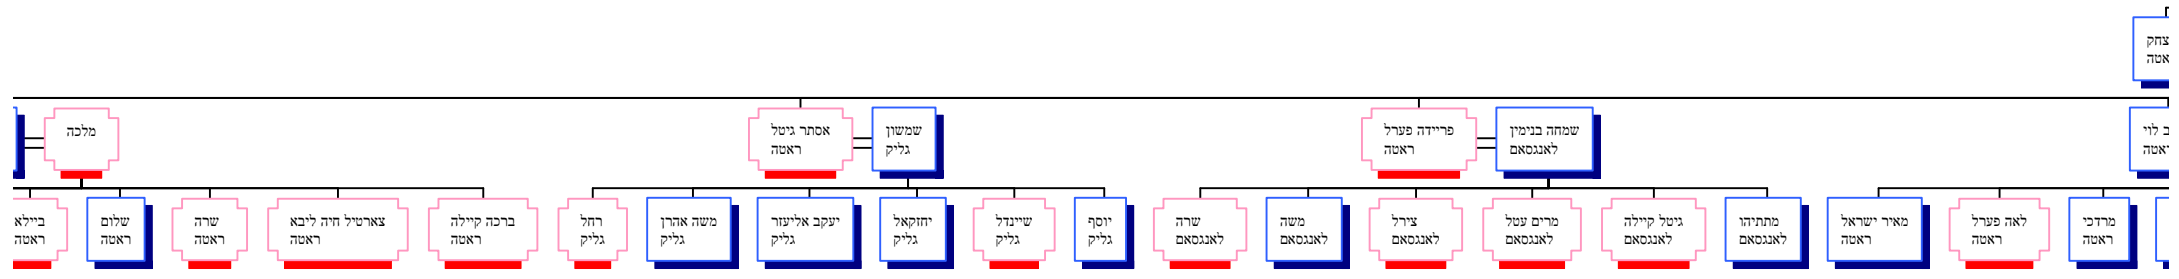 צחק
אטה
ב לוי
אטה
שמחה בנימין
לאנגסאם
פריידה פערל
ראטה
שמשון
גליק
אסתר גיטל
ראטה
מלכה
מרדכי
ראטה
לאה פערל
ראטה
מאיר ישראל
ראטה
מתתיהו
לאנגסאם
גיטל קיילה
לאנגסאם
מרים עטל
לאנגסאם
צירל
לאנגסאם
משה
לאנגסאם
שרה
לאנגסאם
יוסף
גליק
שיינדל
גליק
יחזקאל
גליק
יעקב אליעזר
גליק
משה אהרן
גליק
רחל
גליק
ברכה קיילה
ראטה
צארטיל חיה ליבא
ראטה
שרה
ראטה
שלום
ראטה
ביילא
ראטה